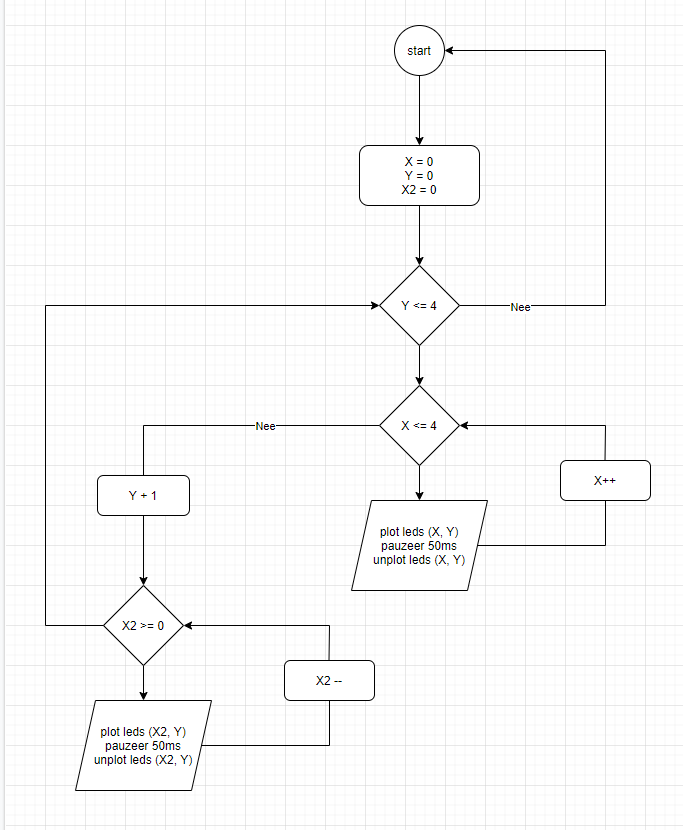 start
X = 0
Y = 0
X2 = 0
Y <= 4
Nee
X <= 4
Nee
X++
Y + 1
plot leds (X, Y)
pauzeer 50ms
unplot leds (X, Y)
X2 >= 0
X2 --
plot leds (X2, Y)
pauzeer 50ms
unplot leds (X2, Y)